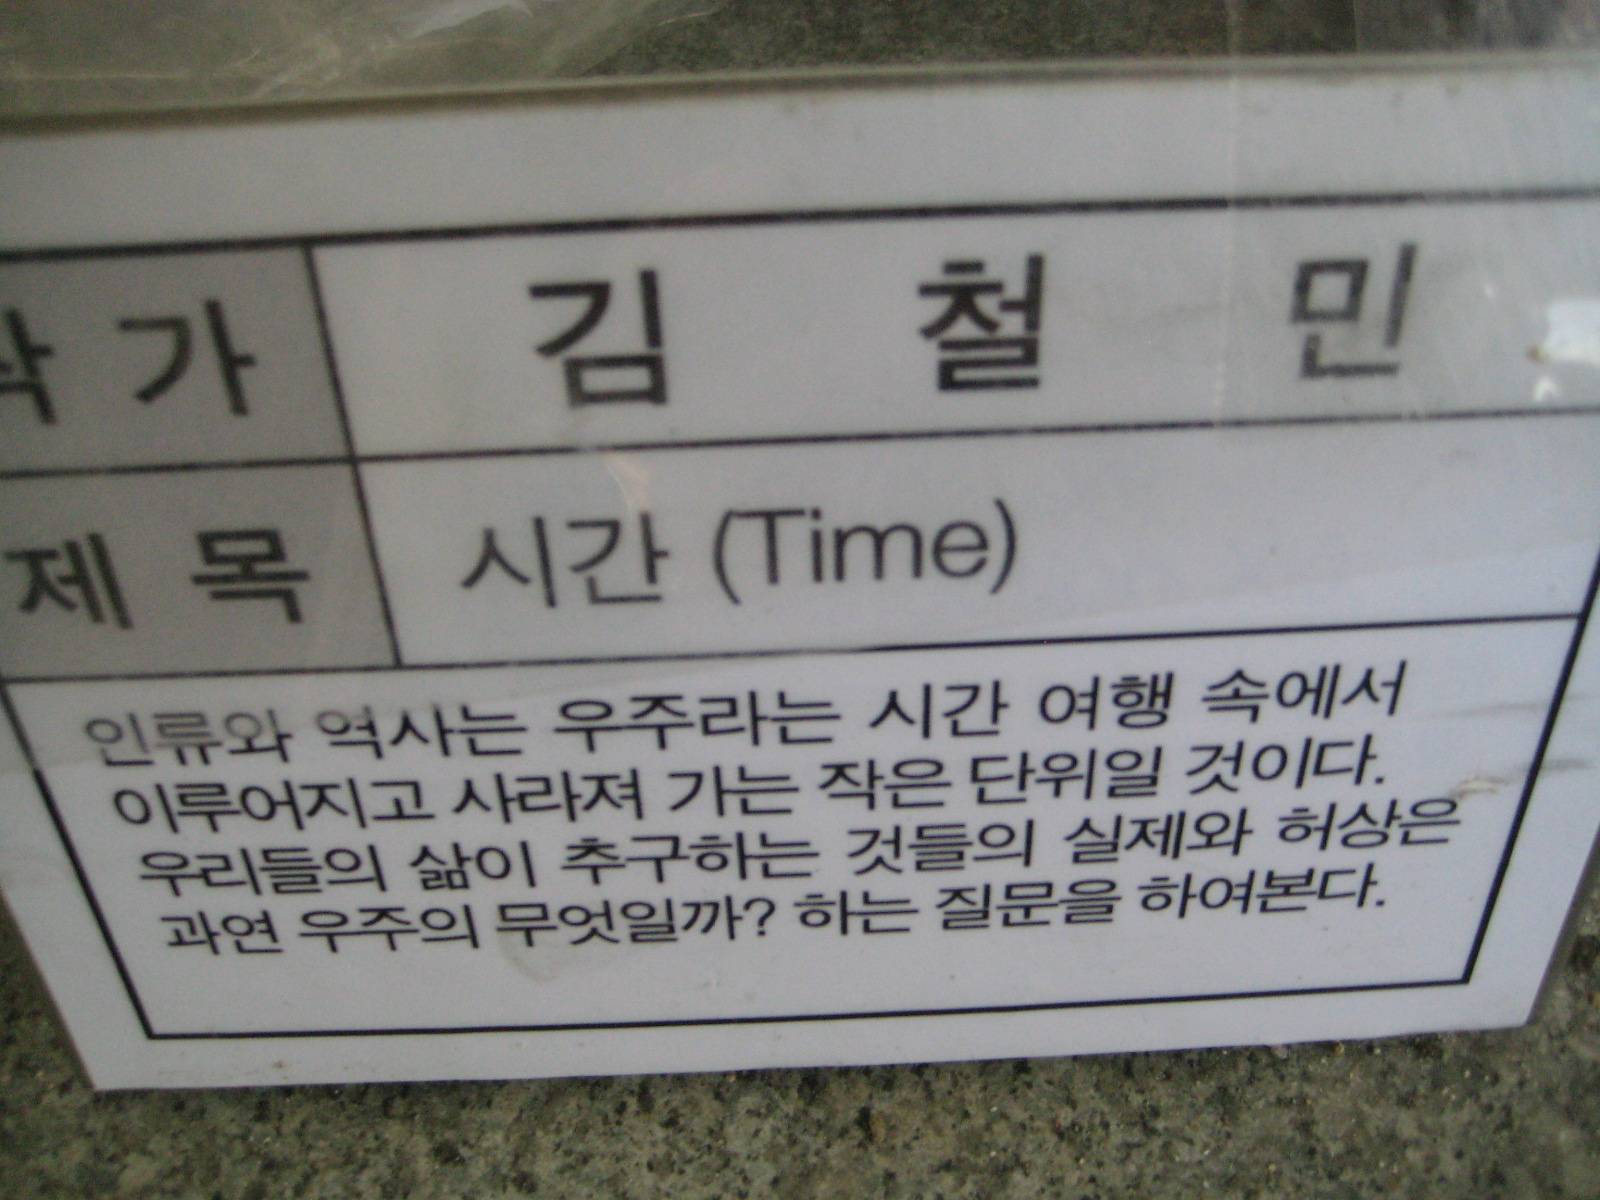 작 가 김 철 민
제 목 시간 (Time)
인류와 역사는 우주라는 시간 여행 속에서
이루어지고 사라져 가는 작은 단위일 것이다.
우리들의 삶이 추구하는 것들의 실제와 허상은
과연 우주의 무엇일까? 하는 질문을 하여본다.